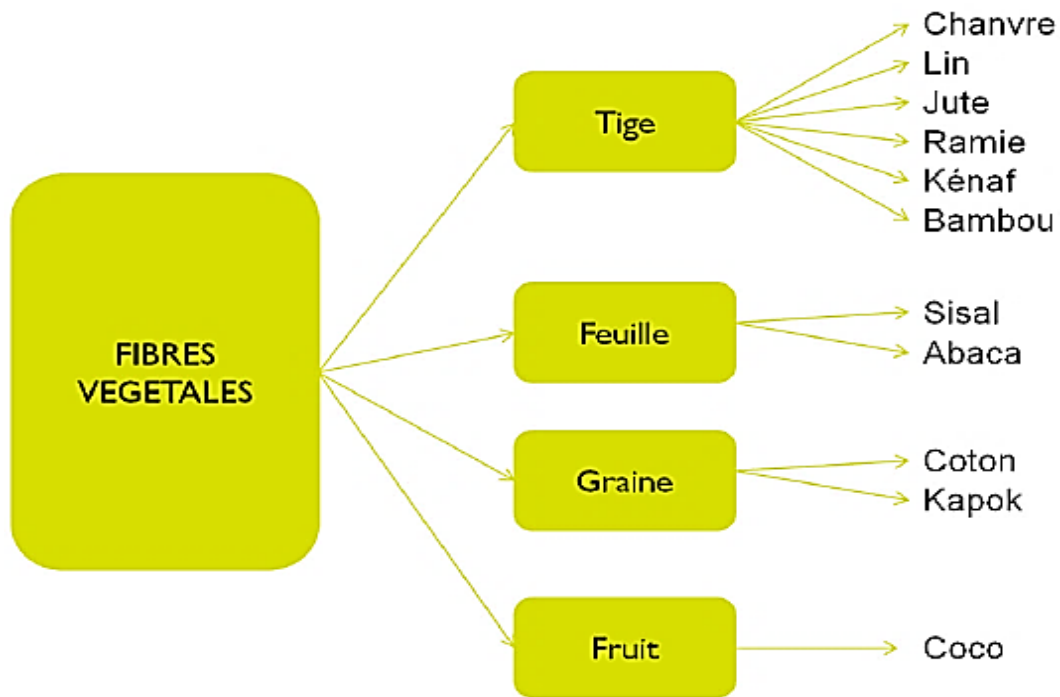 FIBRES
VEGETALES
Tige
Chanvre
Lin
Jute
Ramie
Kénaf
Bambou
Feuille
Sisal
Abaca
Graine
Coton
Kapok
Fruit
Coco